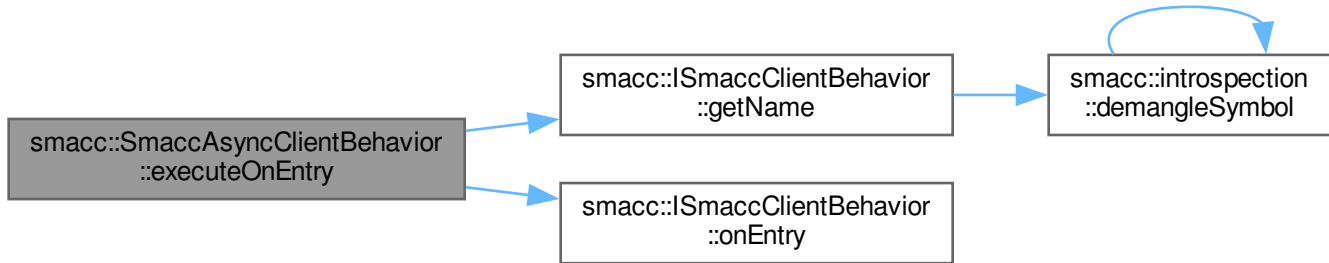 smacc::SmaccAsyncClientBehavior
::executeOnEntry
smacc::ISmaccClientBehavior
::getName
smacc::introspection
::demangleSymbol
smacc::ISmaccClientBehavior
::onEntry